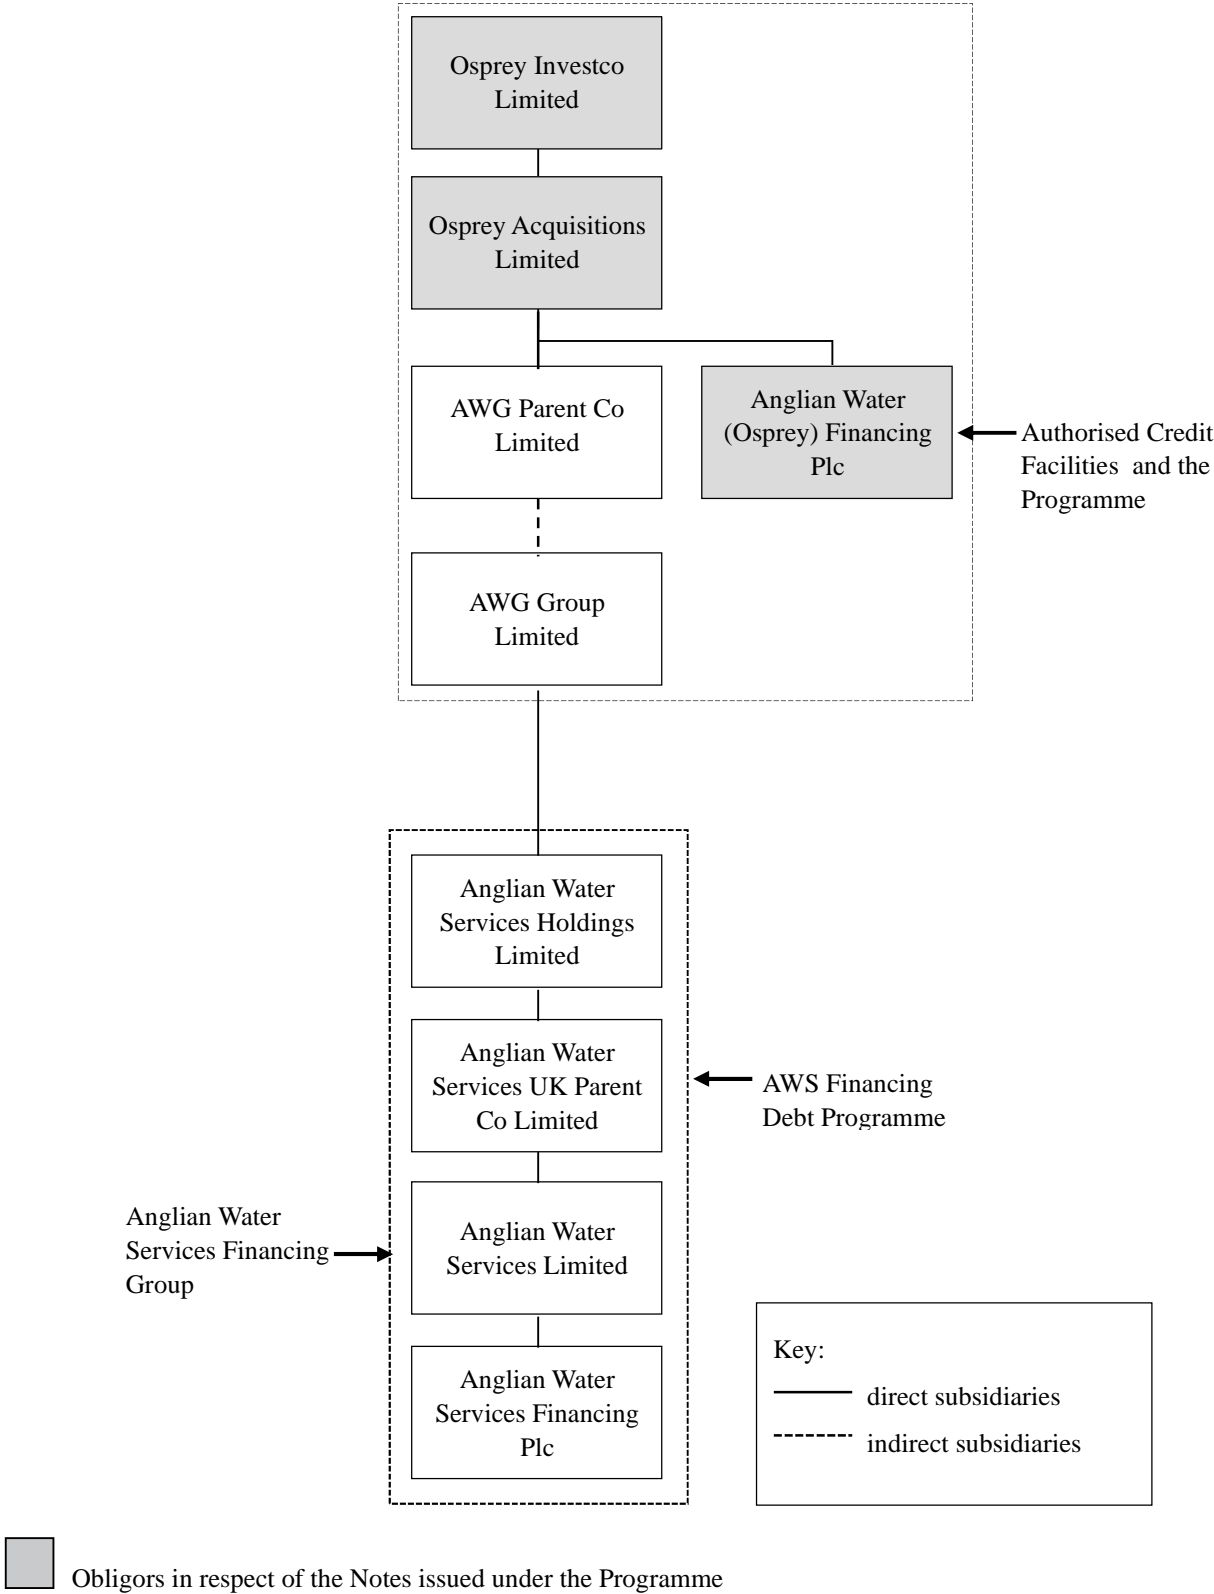 Osprey Investco
Limited
Osprey Acquisitions
Limited
AWG Parent Co
Limited
Anglian Water
(Osprey) Financing
Plc
Authorised Credit
Facilities and the
Programme
AWG Group
Limited
Anglian Water
Services Holdings
Limited
Anglian Water
Services UK Parent
Co Limited
AWS Financing
Debt Programme
Anglian Water
Services Financing
Group
Anglian Water
Services Limited
Anglian Water
Services Financing
Plc
Key:
direct subsidiaries
indirect subsidiaries
Obligors in respect of the Notes issued under the Programme